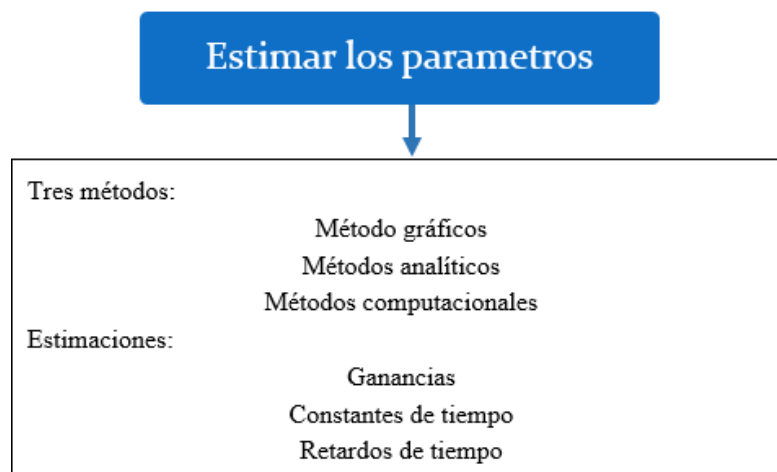 Estimar los parametros
Tres métodos:
Método gráficos
Métodos analíticos
Métodos computacionales
Estimaciones:
Ganancias
Constantes de tiempo
Retardos de tiempo